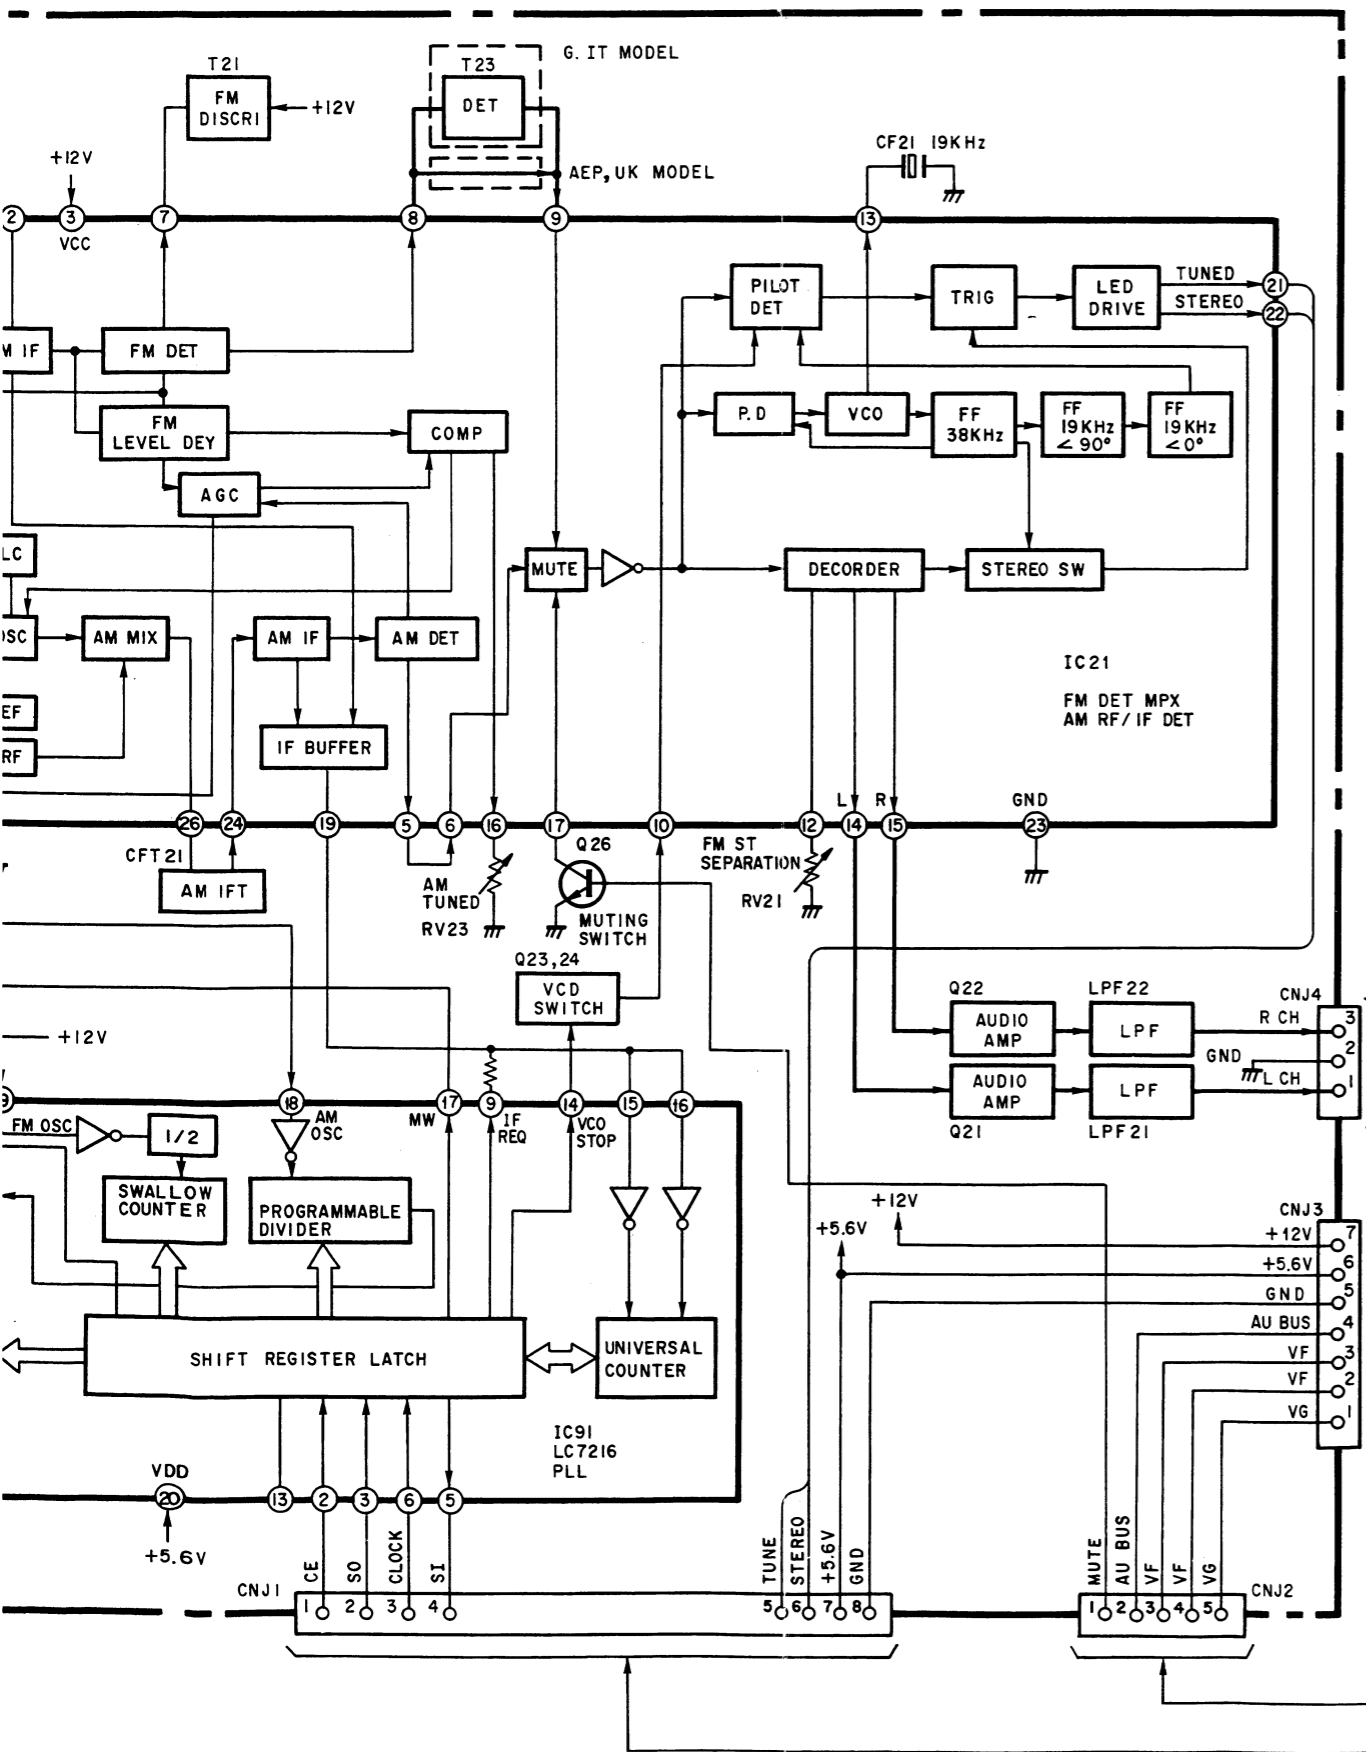 G. IT MODEL
T21
FM
DISCRI
+12V
T23
DET
CF21 19KHz
+12V
AEP, UK MODEL
2
3
VCC
7
8
9
13
PILOT
DET
TRIG
LED
DRIVE
TUNED
21
STEREO
22
M IF
FM DET
FM
LEVEL DEY
COMP
P.D
VCO
FF
38KHz
FF
19KHz
<90°
FF
19KHz
<0°
AGC
LC
MUTE
DECORDER
STEREO SW
OSC
AM MIX
AM IF
AM DET
IC21
FM DET MPX
AM RF/IF DET
EF
RF
IF BUFFER
L
R
GND
26
24
19
5
6
16
17
10
12
14
15
23
CFT21
AM IFT
AM
TUNED
RV23
Q26
MUTING
SWITCH
FM ST
SEPARATION
RV21
Q23,24
VCD
SWITCH
Q22
AUDIO
AMP
LPF22
LPF
CNJ4
R CH
3
GND
2
L CH
1
AUDIO
AMP
Q21
LPF
LPF21
+12V
9
18
17
9
14
15
16
FM OSC
1/2
AM
OSC
MW
IF
REQ
VCO
STOP
SWALLOW
COUNTER
PROGRAMMABLE
DIVIDER
+12V
+5.6V
CNJ3
+12V
7
+5.6V
6
GND
5
AU BUS
4
VF
3
VF
2
VG
1
SHIFT REGISTER LATCH
UNIVERSAL
COUNTER
IC91
LC7216
PLL
VDD
20
+5.6V
13
2
3
6
5
CE
SO
CLOCK
SI
TUNE
STEREO
+5.6V
GND
MUTE
AU BUS
VF
VF
VG
CNJ1
1
2
3
4
5
6
7
8
1
2
3
4
5
CNJ2